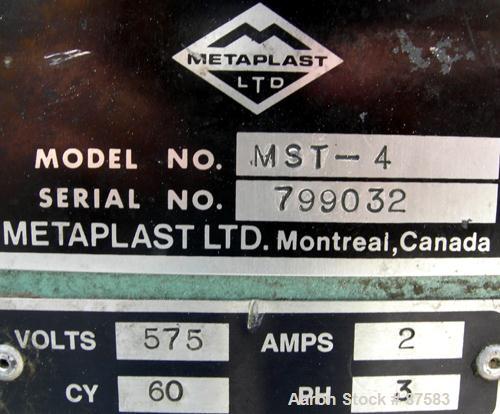 METAPLAST
LTD
MODEL NO. MST-4
SERIAL NO. 799032
METAPLAST LTD. Montreal, Canada
VOLTS 575 AMPS 2
CY 60 PH 3
Aaron Stock # 87583